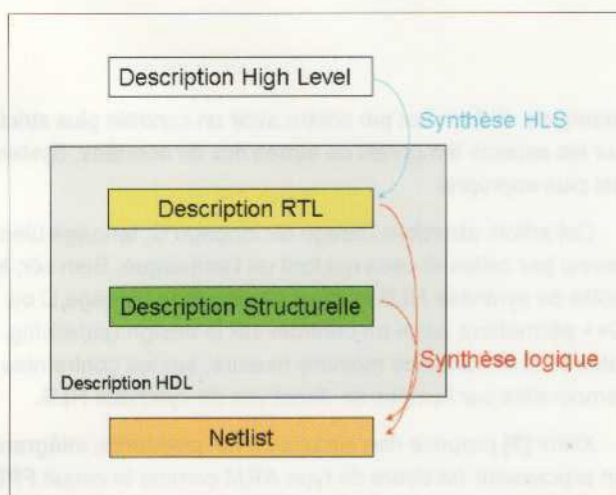 Description High Level
Synthèse HLS
Description RTL
Description Structurelle
Synthèse logique
Description HDL
Netlist